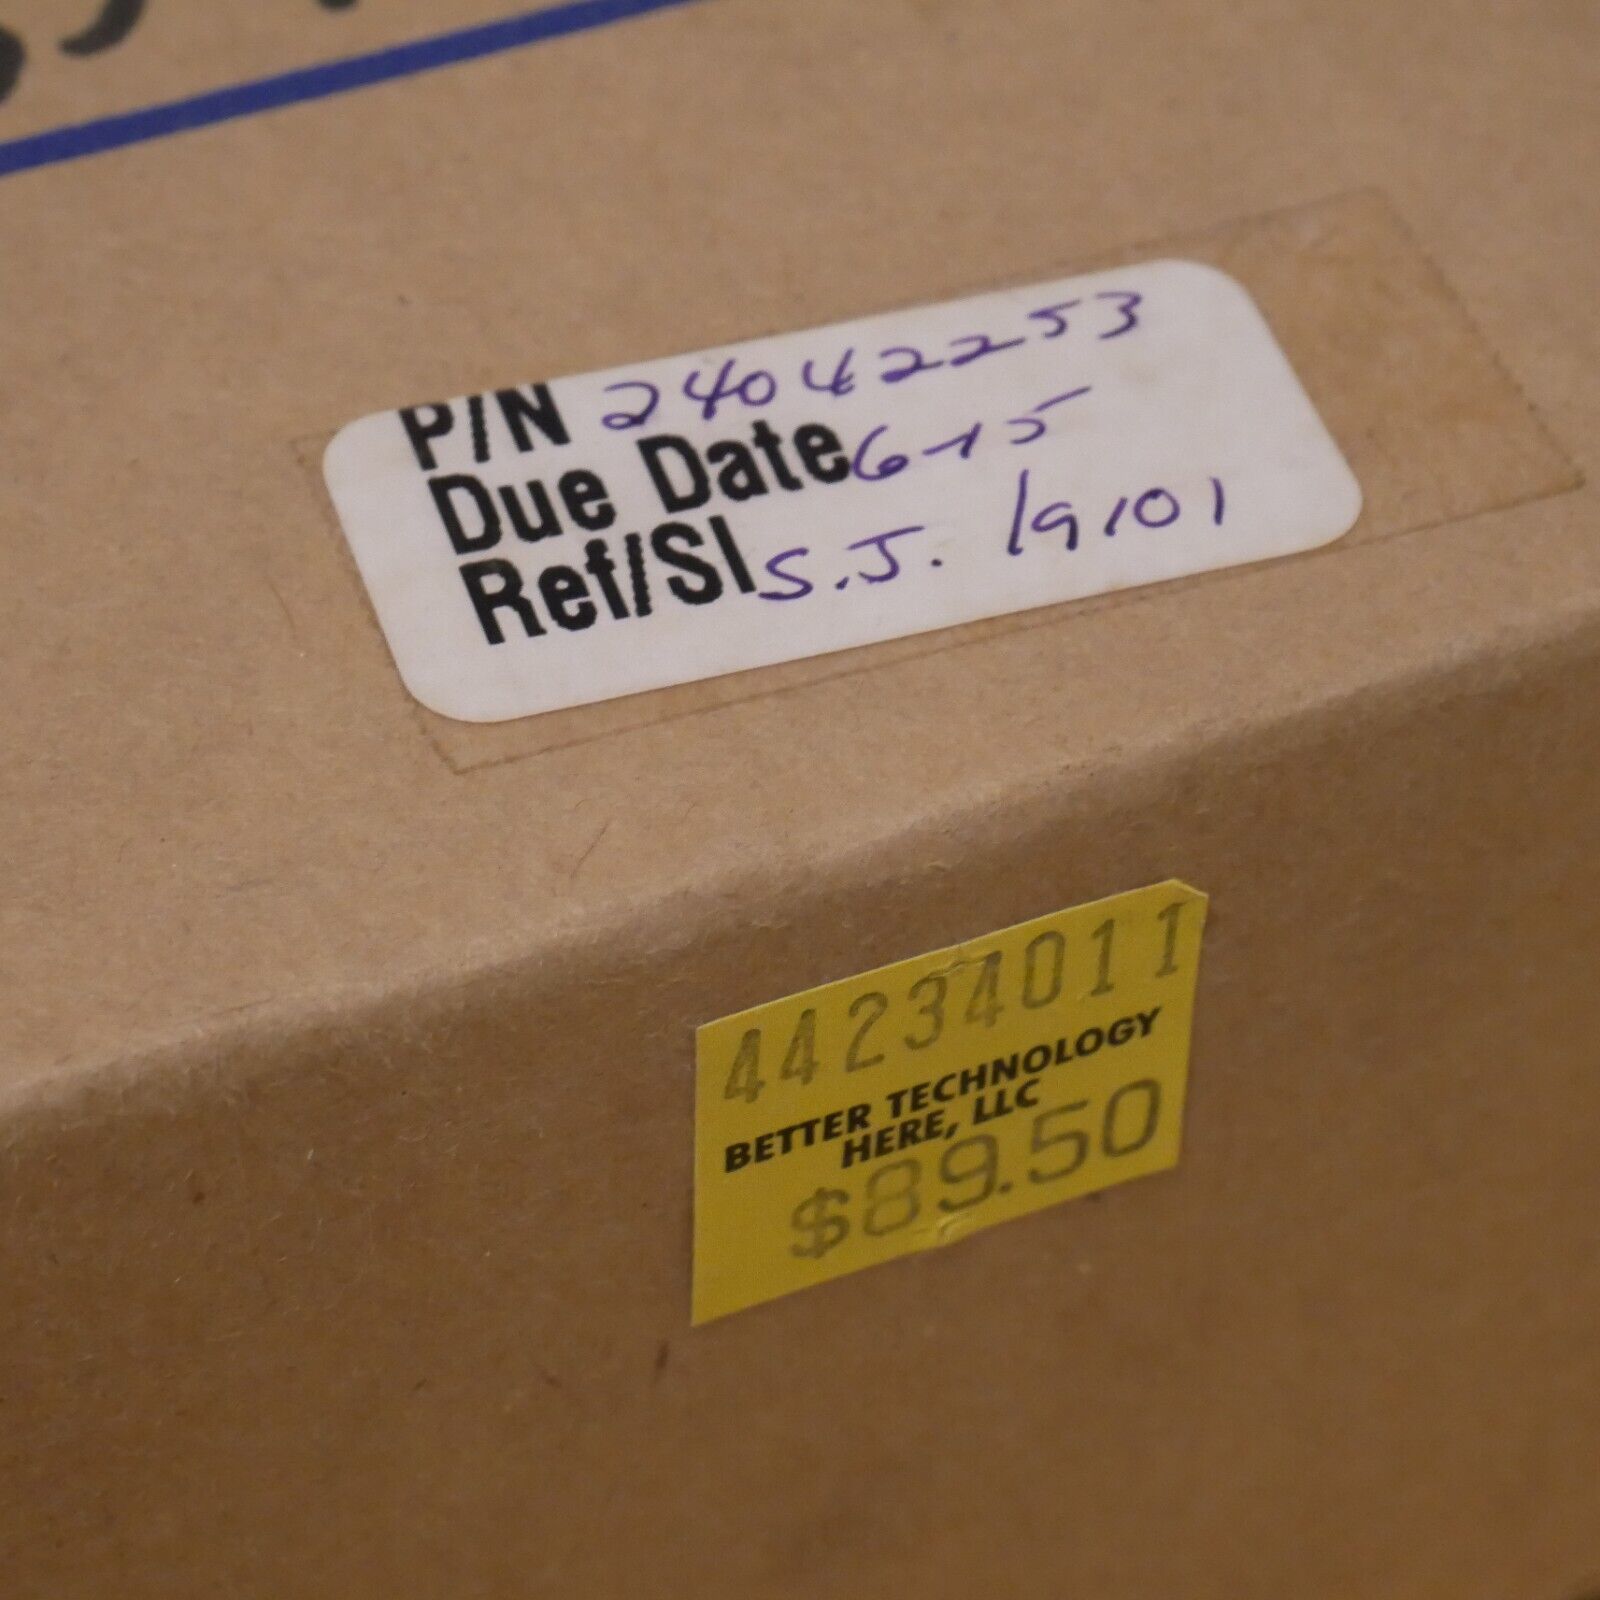 P/N 24042253
Due Date 6-15
Ref/SI S.J. 19101
44234011
BETTER TECHNOLOGY
HERE, LLC
$89.50